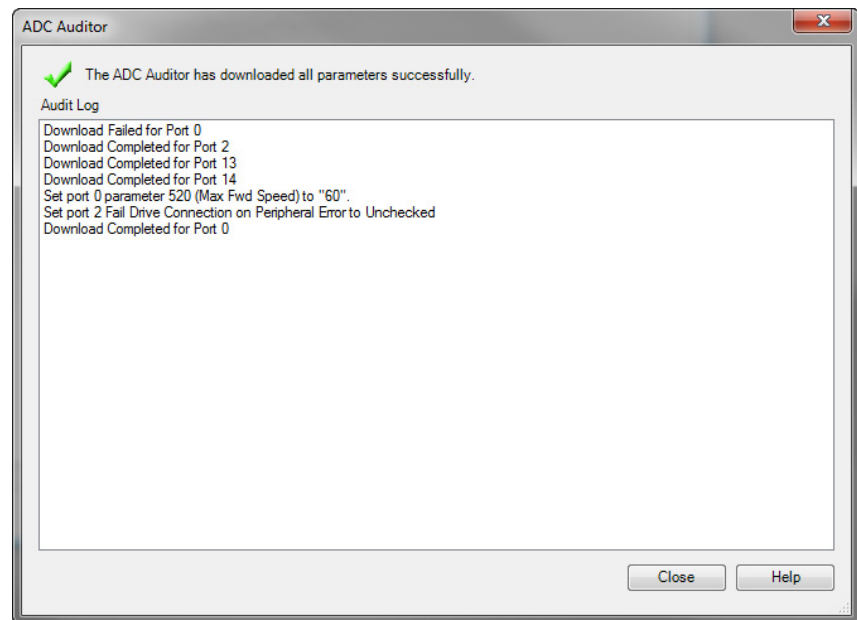 ADC Auditor
The ADC Auditor has downloaded all parameters successfully.
Audit Log
Download Failed for Port 0
Download Completed for Port 2
Download Completed for Port 13
Download Completed for Port 14
Set port 0 parameter 520 (Max Fwd Speed) to "60".
Set port 2 Fail Drive Connection on Peripheral Error to Unchecked
Download Completed for Port 0
Close Help